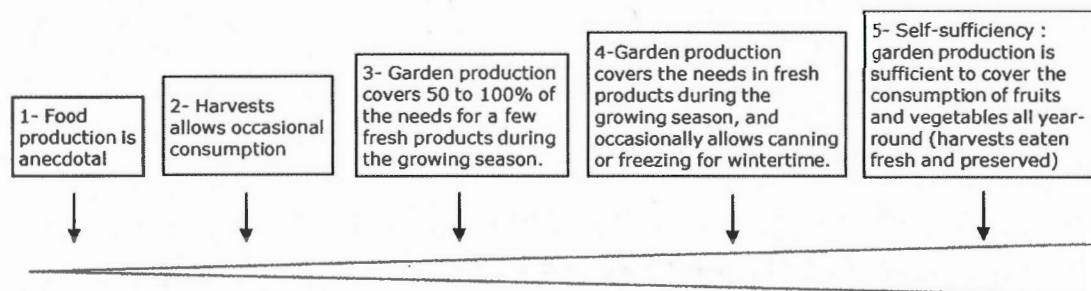 1- Food
production is
anecdotal
2- Harvests
allows occasional
consumption
3- Garden production
covers 50 to 100% of
the needs for a few
fresh products during
the growing season.
4-Garden production
covers the needs in fresh
products during the
growing season, and
occasionally allows canning
or freezing for wintertime.
5- Self-sufficiency :
garden production is
sufficient to cover the
consumption of fruits
and vegetables all year-
round (harvests eaten
fresh and preserved)